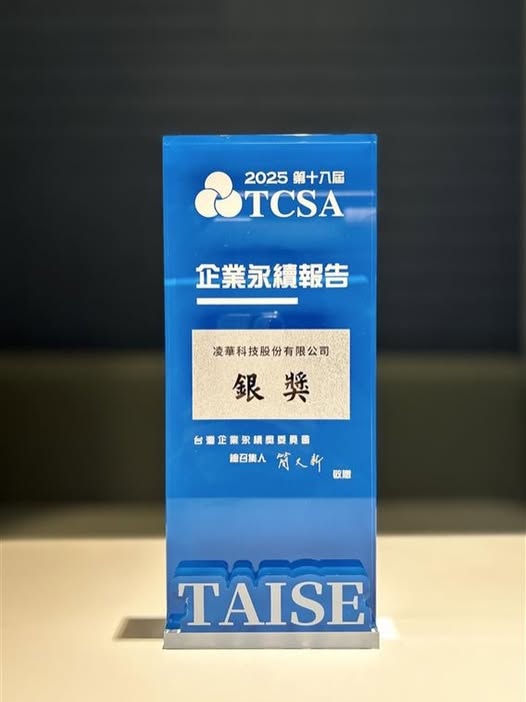 2025 第十八屆
TCSA
企業永續報告
凌華科技股份有限公司
銀獎
台灣企業永續獎委員會
總召集人 簡又新
敬贈
TAISE